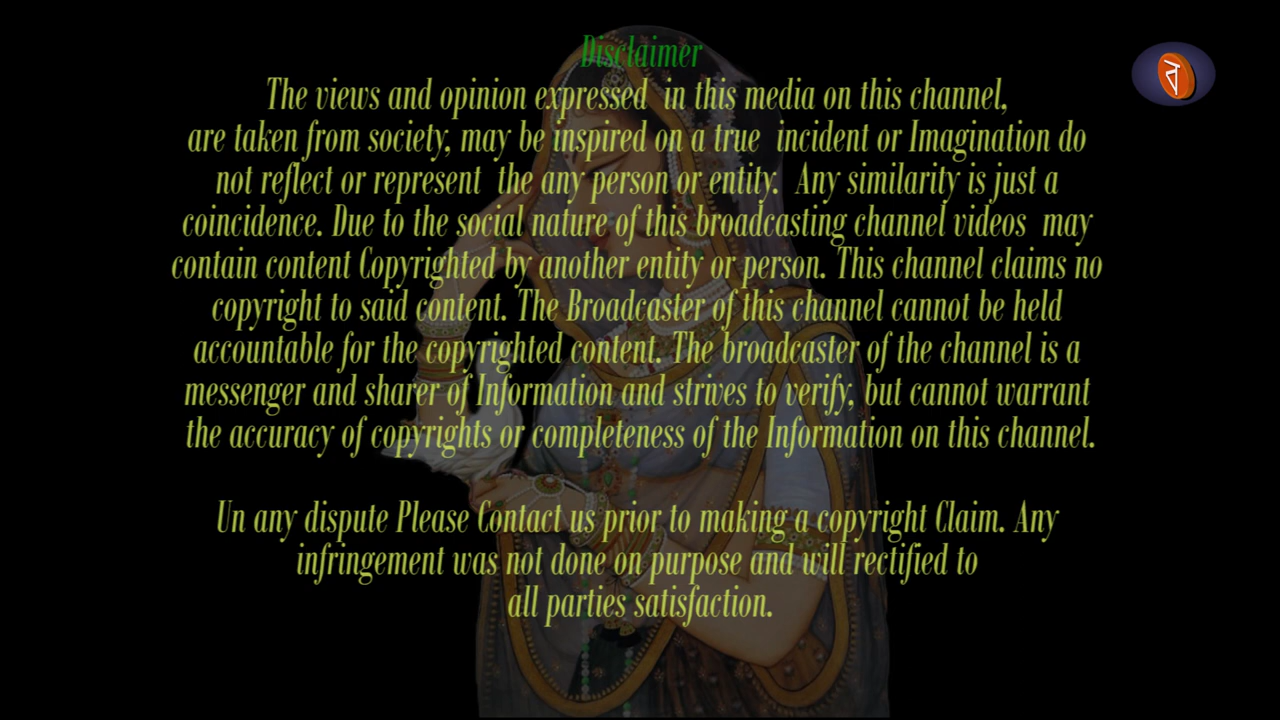 Disclaimer
The views and opinion expressed in this media on this channel,
are taken from society, may be inspired on a true incident or Imagination do
not reflect or represent the any person or entity. Any similarity is just a
coincidence. Due to the social nature of this broadcasting channel videos may
contain content Copyrighted by another entity or person. This channel claims no
copyright to said content. The Broadcaster of this channel cannot be held
accountable for the copyrighted content. The broadcaster of the channel is a
messenger and sharer of Information and strives to verify, but cannot warrant
the accuracy of copyrights or completeness of the Information on this channel.
Un any dispute Please Contact us prior to making a copyright Claim. Any
infringement was not done on purpose and will rectified to
all parties satisfaction.